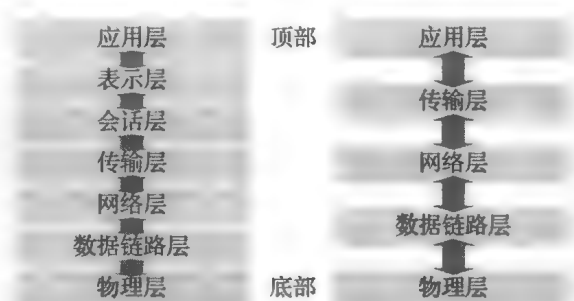 应用层
表示层
会话层
传输层
网络层
数据链路层
物理层
顶部
底部
应用层
传输层
网络层
数据链路层
物理层